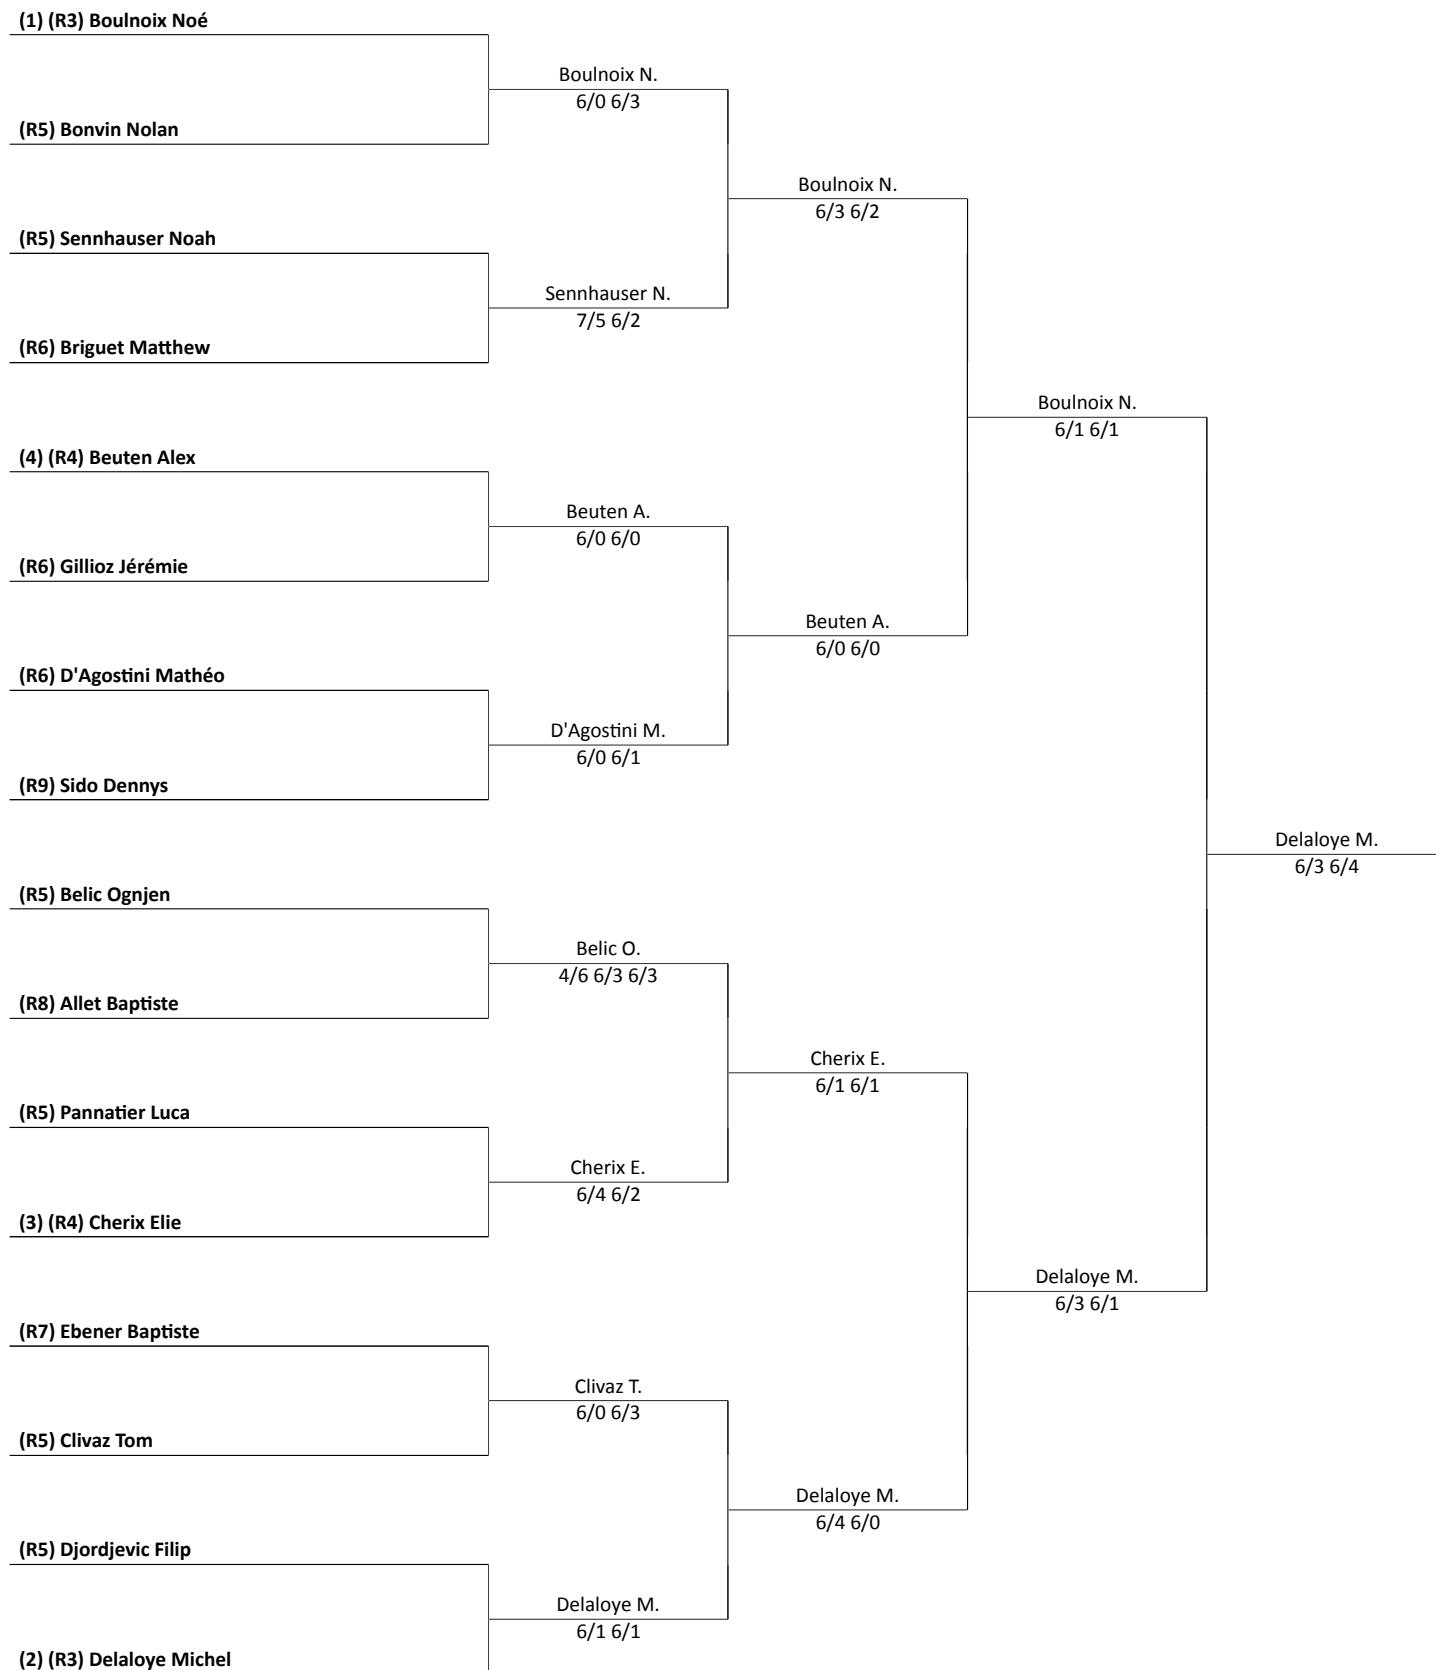 (1) (R3) Boulnoix Noé
Boulnoix N.
6/0 6/3
(R5) Bonvin Nolan
Boulnoix N.
6/3 6/2
(R5) Sennhauser Noah
Sennhauser N.
7/5 6/2
(R6) Briguet Matthew
Boulnoix N.
6/1 6/1
(4) (R4) Beuten Alex
Beuten A.
6/0 6/0
(R6) Gillioz Jérémie
Beuten A.
6/0 6/0
(R6) D'Agostini Mathéo
D'Agostini M.
6/0 6/1
(R9) Sido Dennys
Delaloye M.
6/3 6/4
(R5) Belic Ognjen
Belic O.
4/6 6/3 6/3
(R8) Allet Baptiste
Cherix E.
6/1 6/1
(R5) Pannatier Luca
Cherix E.
6/4 6/2
(3) (R4) Cherix Elie
Delaloye M.
6/3 6/1
(R7) Ebener Baptiste
Clivaz T.
6/0 6/3
(R5) Clivaz Tom
Delaloye M.
6/4 6/0
(R5) Djordjevic Filip
Delaloye M.
6/1 6/1
(2) (R3) Delaloye Michel